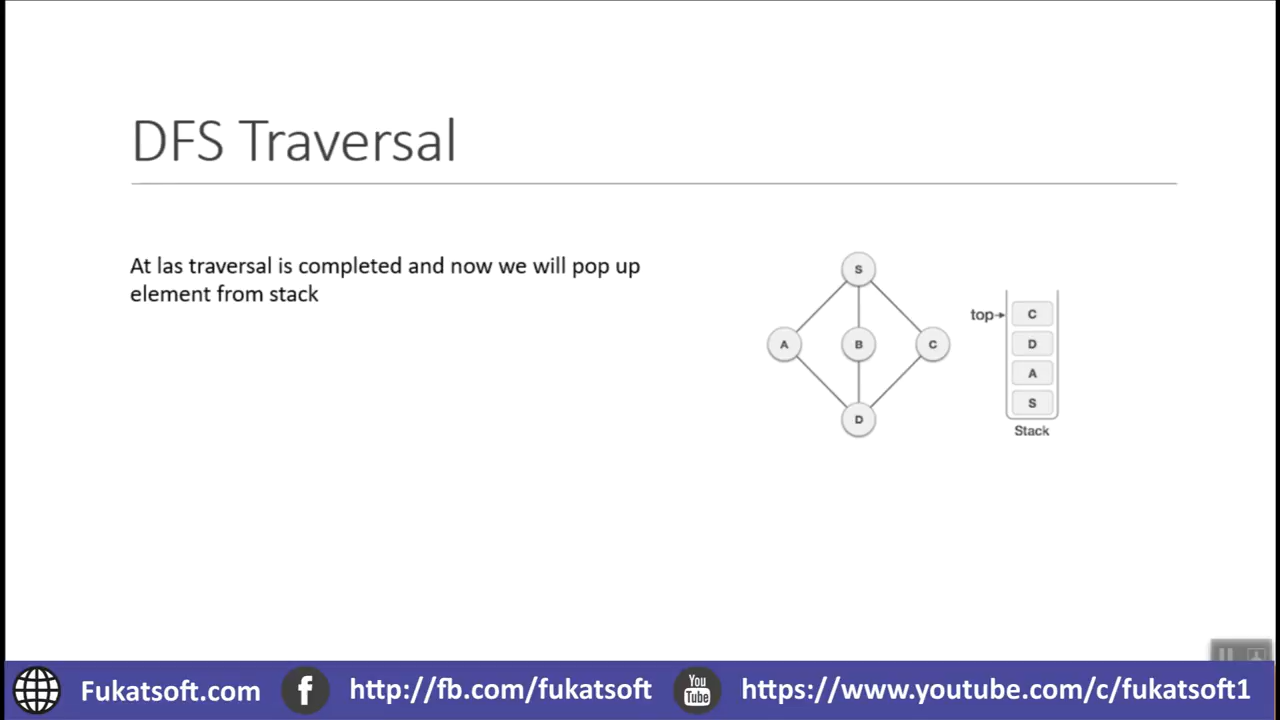 DFS Traversal
At las traversal is completed and now we will pop up
element from stack
S
A
B
C
D
top
C
D
A
S
Stack
Fukatsoft.com
f
http://fb.com/fukatsoft
You
Tube
https://www.youtube.com/c/fukatsoft1